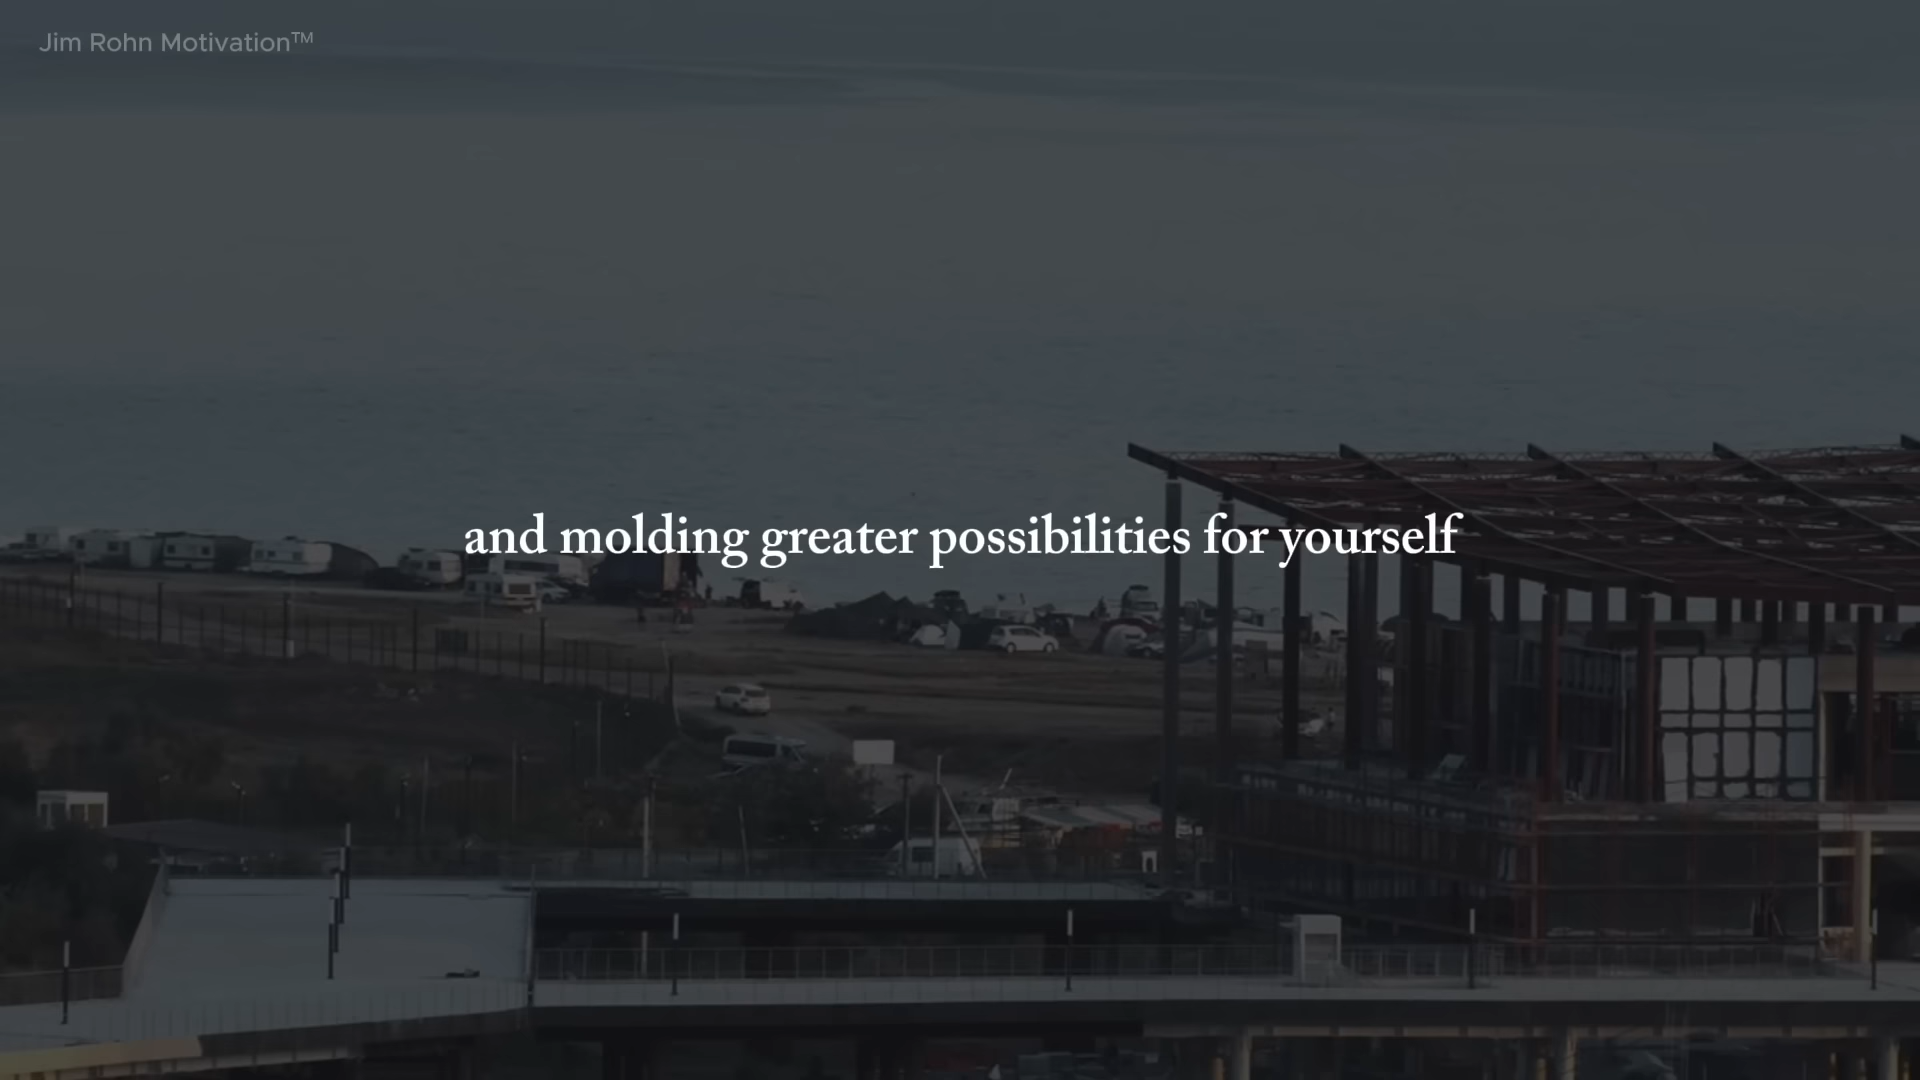 Jim Rohn Motivation™
and molding greater possibilities for yourself